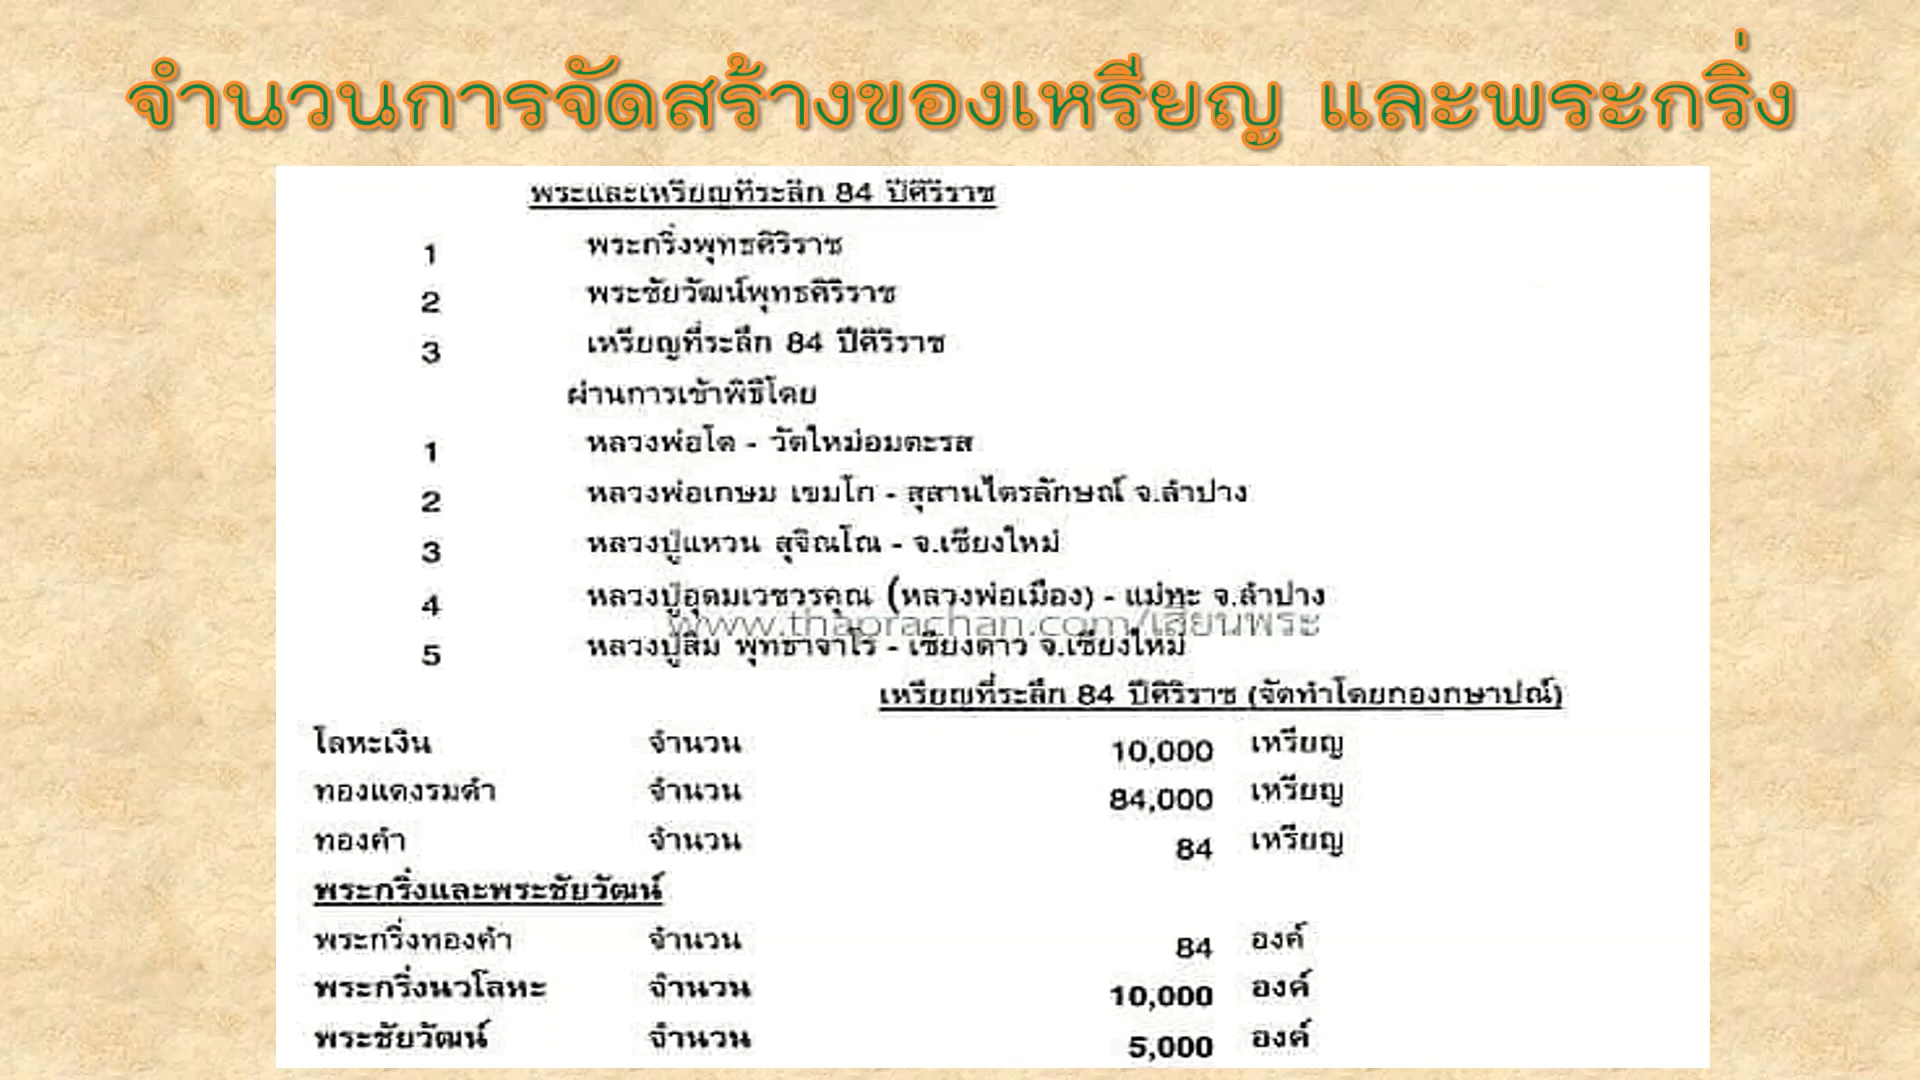 จำนวนการจัดสร้างของเหรียญ และพระกริ่ง
พระและเหรียญที่ระลึก 84 ปีศิริราช
1 พระกริ่งพุทธศิริราช
2 พระชัยวัฒน์พุทธศิริราช
3 เหรียญที่ระลึก 84 ปีศิริราช
ผ่านการเข้าพิธีโดย
1 หลวงพ่อโต - วัดใหม่อมตะรส
2 หลวงพ่อเกษม เขมโก - สุสานไตรลักษณ์ จ.ลำปาง
3 หลวงปู่แหวน สุจิณโณ - จ.เชียงใหม่
4 หลวงปู่อุดมเวชวรคุณ (หลวงพ่อเมือง) - แม่ทะ จ.ลำปาง
www.thaprachan.com/เสี่ยนพระ
5 หลวงปู่สิม พุทธาจาโร - เชียงดาว จ.เชียงใหม่
เหรียญที่ระลึก 84 ปีศิริราช (จัดทำโดยกองกษาปณ์)
โลหะเงิน จำนวน 10,000 เหรียญ
ทองแดงรมดำ จำนวน 84,000 เหรียญ
ทองคำ จำนวน 84 เหรียญ
พระกริ่งและพระชัยวัฒน์
พระกริ่งทองคำ จำนวน 84 องค์
พระกริ่งนวโลหะ จำนวน 10,000 องค์
พระชัยวัฒน์ จำนวน 5,000 องค์